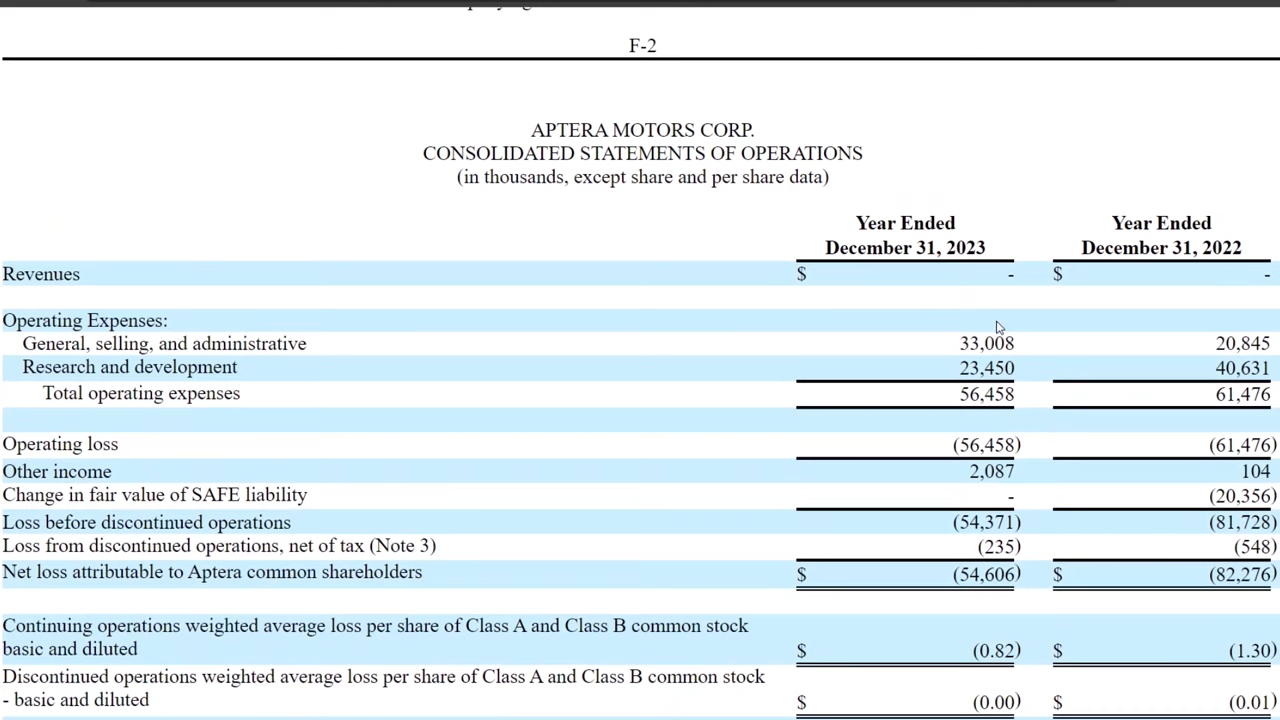 F-2
APTERA MOTORS CORP.
CONSOLIDATED STATEMENTS OF OPERATIONS
(in thousands, except share and per share data)
Year Ended Year Ended
December 31, 2023 December 31, 2022
Revenues $ - $ -
Operating Expenses:
General, selling, and administrative 33,008 20,845
Research and development 23,450 40,631
Total operating expenses 56,458 61,476
Operating loss (56,458) (61,476)
Other income 2,087 104
Change in fair value of SAFE liability - (20,356)
Loss before discontinued operations (54,371) (81,728)
Loss from discontinued operations, net of tax (Note 3) (235) (548)
Net loss attributable to Aptera common shareholders $ (54,606) $ (82,276)
Continuing operations weighted average loss per share of Class A and Class B common stock
basic and diluted $ (0.82) $ (1.30)
Discontinued operations weighted average loss per share of Class A and Class B common stock
- basic and diluted $ (0.00) $ (0.01)